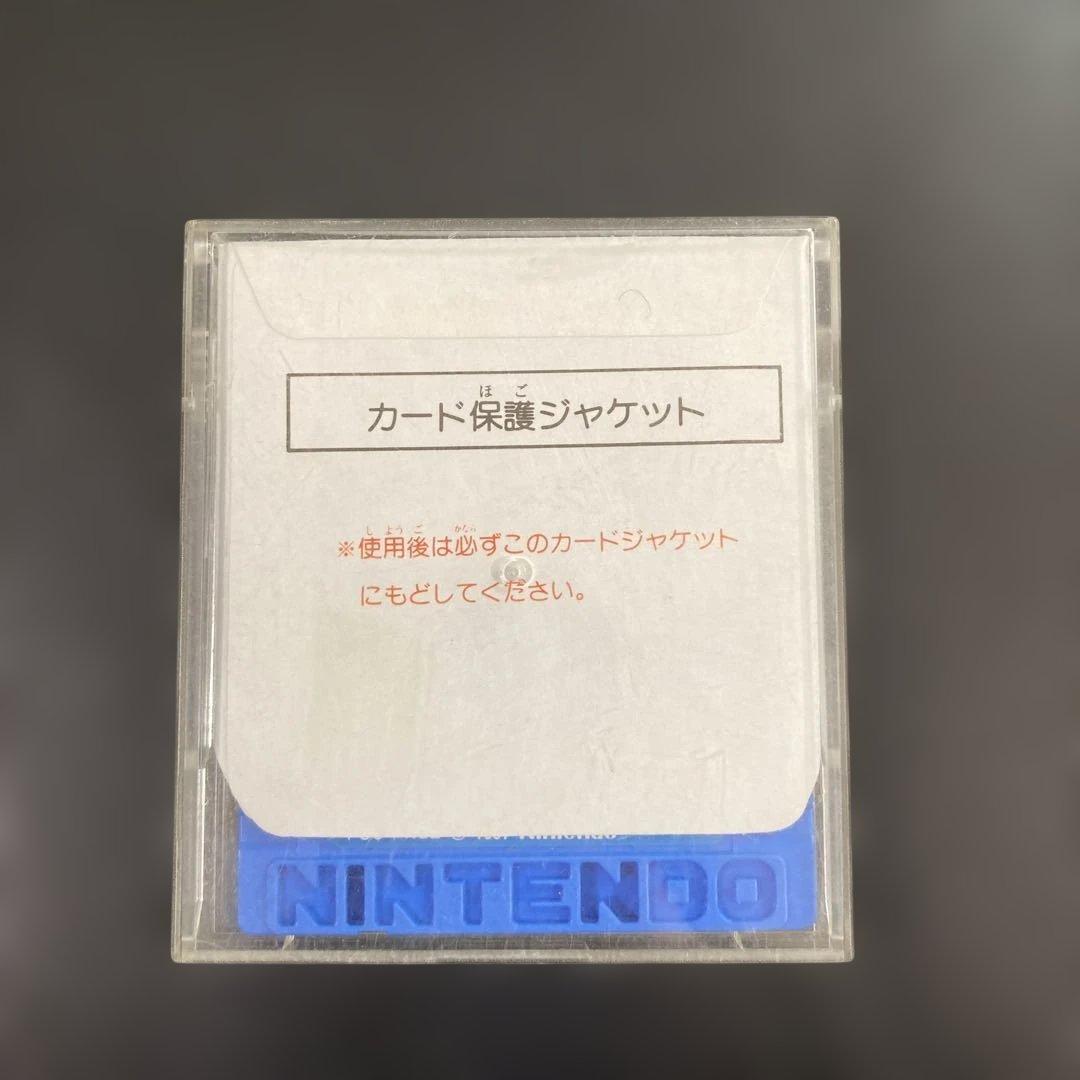 カード保護ジャケット
※使用後は必ずこのカードジャケット
にもどしてください。
Nintendo
NINTENDO